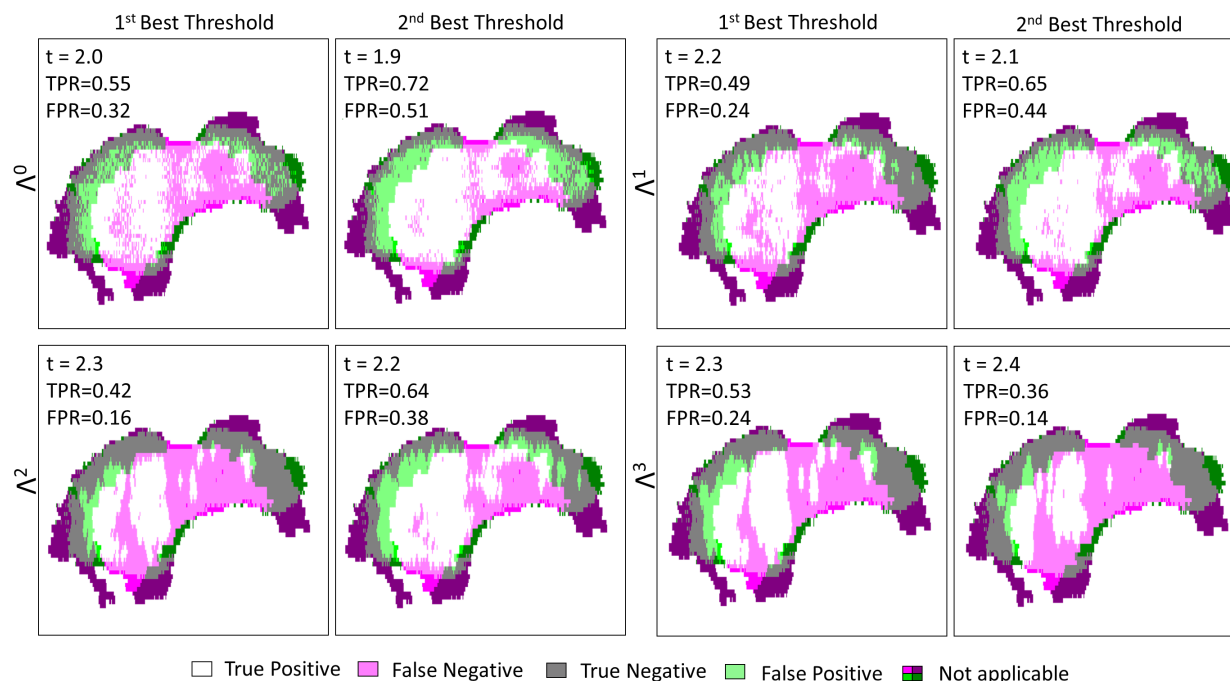 1st Best Threshold
2nd Best Threshold
1st Best Threshold
2nd Best Threshold
Λ0
t = 2.0
TPR=0.55
FPR=0.32
t = 1.9
TPR=0.72
FPR=0.51
Λ1
t = 2.2
TPR=0.49
FPR=0.24
t = 2.1
TPR=0.65
FPR=0.44
Λ2
t = 2.3
TPR=0.42
FPR=0.16
t = 2.2
TPR=0.64
FPR=0.38
Λ3
t = 2.3
TPR=0.53
FPR=0.24
t = 2.4
TPR=0.36
FPR=0.14
True Positive
False Negative
True Negative
False Positive
Not applicable